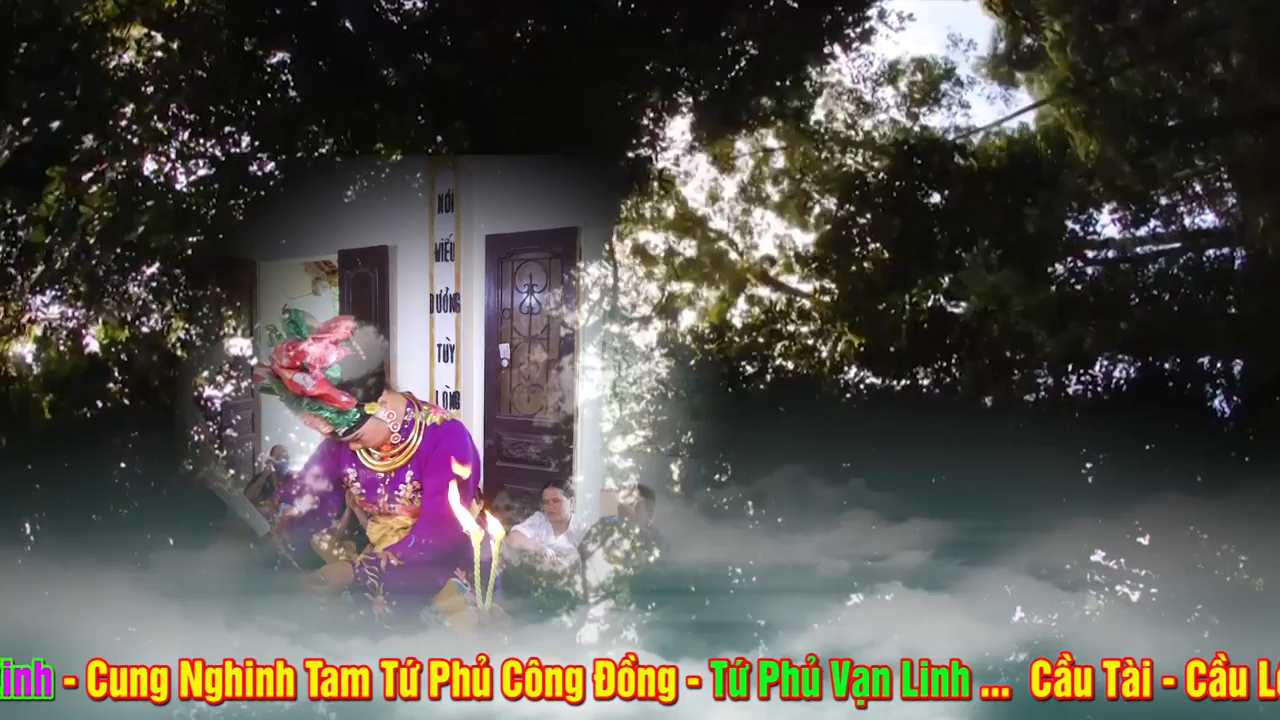 NƠI
MIẾU
ĐƯỜNG
TÙY
LÒNG
- Cung Nghinh Tam Tứ Phủ Công Đồng - Tứ Phủ Vạn Linh ... Cầu Tài - Cầu